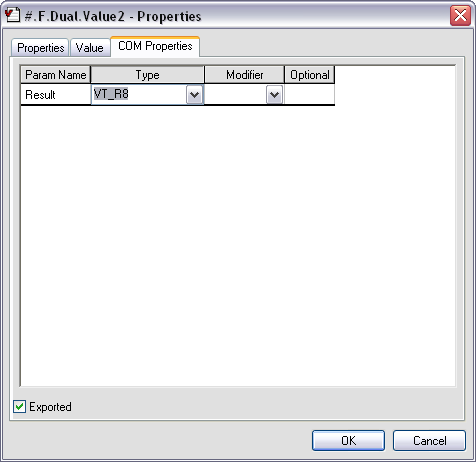 #.F.Dual.Value2 - Properties
Properties Value COM Properties
Param Name Type Modifier Optional
Result VT_R8
Exported
OK Cancel